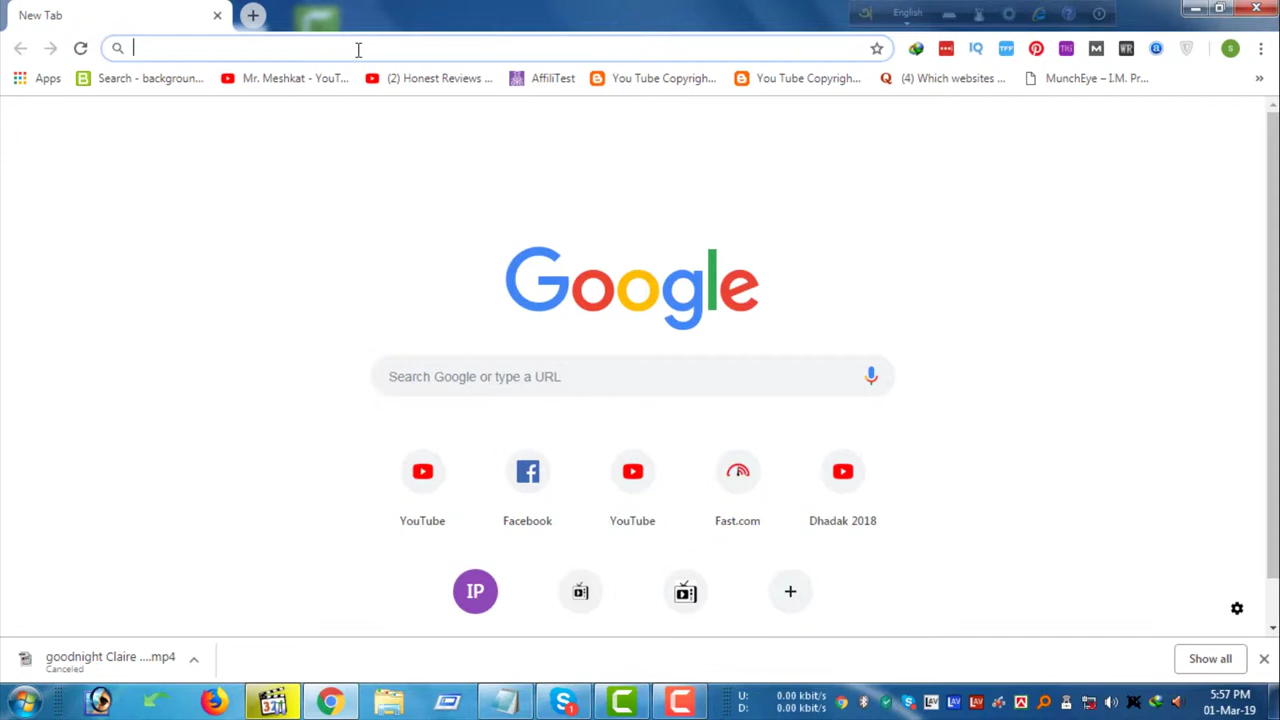 New Tab
English
Apps
Search - backgroun...
Mr. Meshkat - YouT...
(2) Honest Reviews ...
AffiliTest
You Tube Copyrigh...
You Tube Copyrigh...
(4) Which websites ...
MunchEye – I.M. Pr...
»
Google
Search Google or type a URL
YouTube
Facebook
YouTube
Fast.com
Dhadak 2018
IP
goodnight Claire ....mp4
Canceled
Show all
U: 0.00 kbit/s
D: 0.00 kbit/s
5:57 PM
01-Mar-19